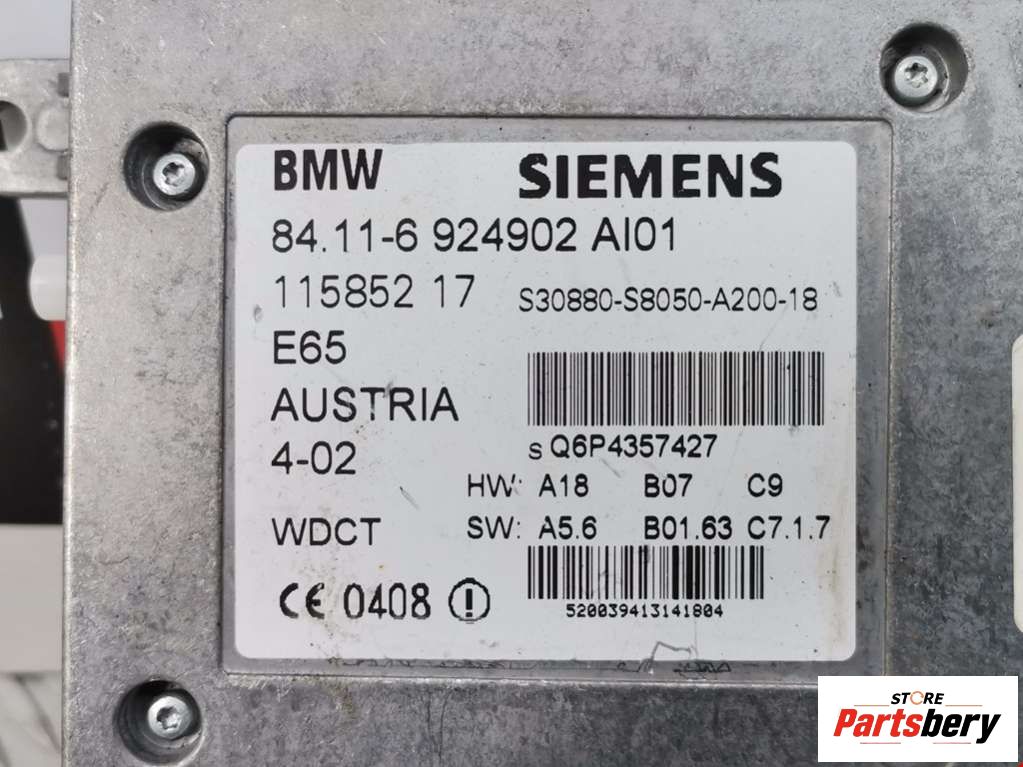 BMW SIEMENS
84.11-6 924902 AI01
115852 17 S30880-S8050-A200-18
E65
AUSTRIA
s Q6P4357427
4-02
HW: A18 B07 C9
WDCT SW: A5.6 B01.63 C7.1.7
CE 0408
520039413141804
STORE
Partsbery